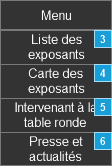 Menu
Liste des 3
exposants
Carte des 4
exposants
Intervenant à la 5
table ronde
Presse et 6
actualités